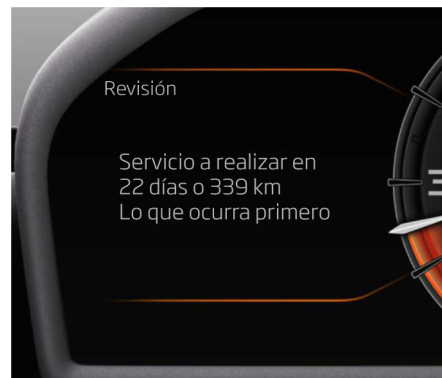 Revisión
Servicio a realizar en
22 días o 339 km
Lo que ocurra primero